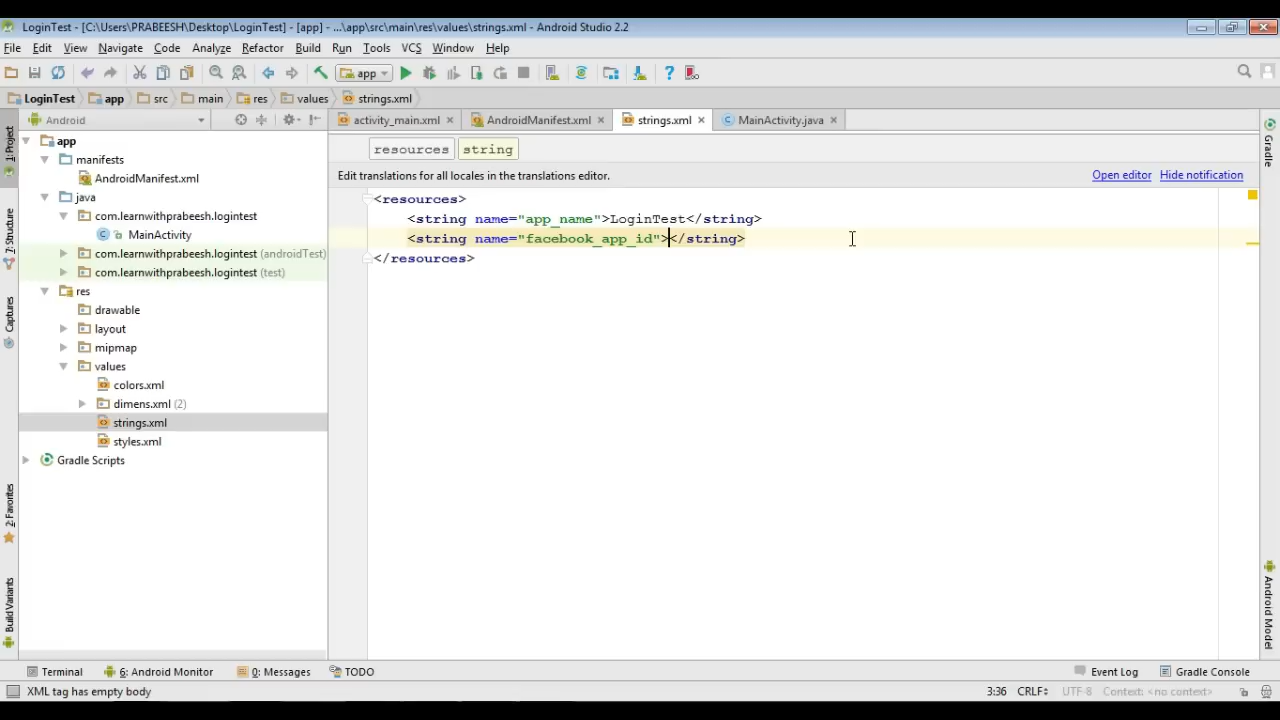 LoginTest - [C:\Users\PRABEESH\Desktop\LoginTest] - [app] - ...\app\src\main\res\values\strings.xml - Android Studio 2.2
File Edit View Navigate Code Analyze Refactor Build Run Tools VCS Window Help
app
LoginTest app src main res values strings.xml
Android
activity_main.xml AndroidManifest.xml strings.xml MainActivity.java
1: Project
7: Structure
Captures
2: Favorites
Build Variants
app
manifests
AndroidManifest.xml
java
com.learnwithprabeesh.logintest
MainActivity
com.learnwithprabeesh.logintest (androidTest)
com.learnwithprabeesh.logintest (test)
res
drawable
layout
mipmap
values
colors.xml
dimens.xml (2)
strings.xml
styles.xml
Gradle Scripts
resources string
Edit translations for all locales in the translations editor. Open editor Hide notification
<resources>
<string name="app_name">LoginTest</string>
<string name="facebook_app_id"></string>
</resources>
Gradle
Android Model
Terminal 6: Android Monitor 0: Messages TODO Event Log Gradle Console
XML tag has empty body 3:36 CRLF UTF-8 Context: <no context>